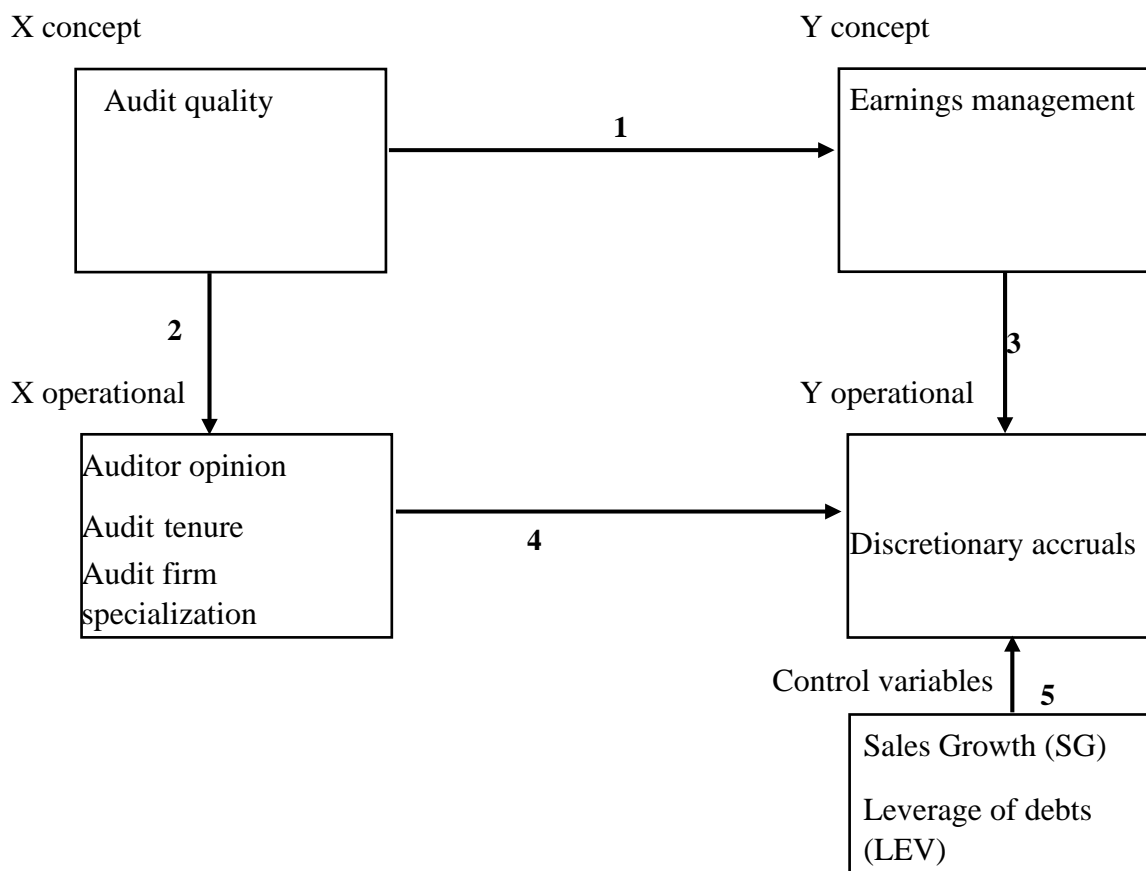 X concept
Y concept
Audit quality
Earnings management
1
2
3
X operational
Y operational
Auditor opinion
Audit tenure
Audit firm
specialization
4
Discretionary accruals
Control variables
5
Sales Growth (SG)
Leverage of debts
(LEV)